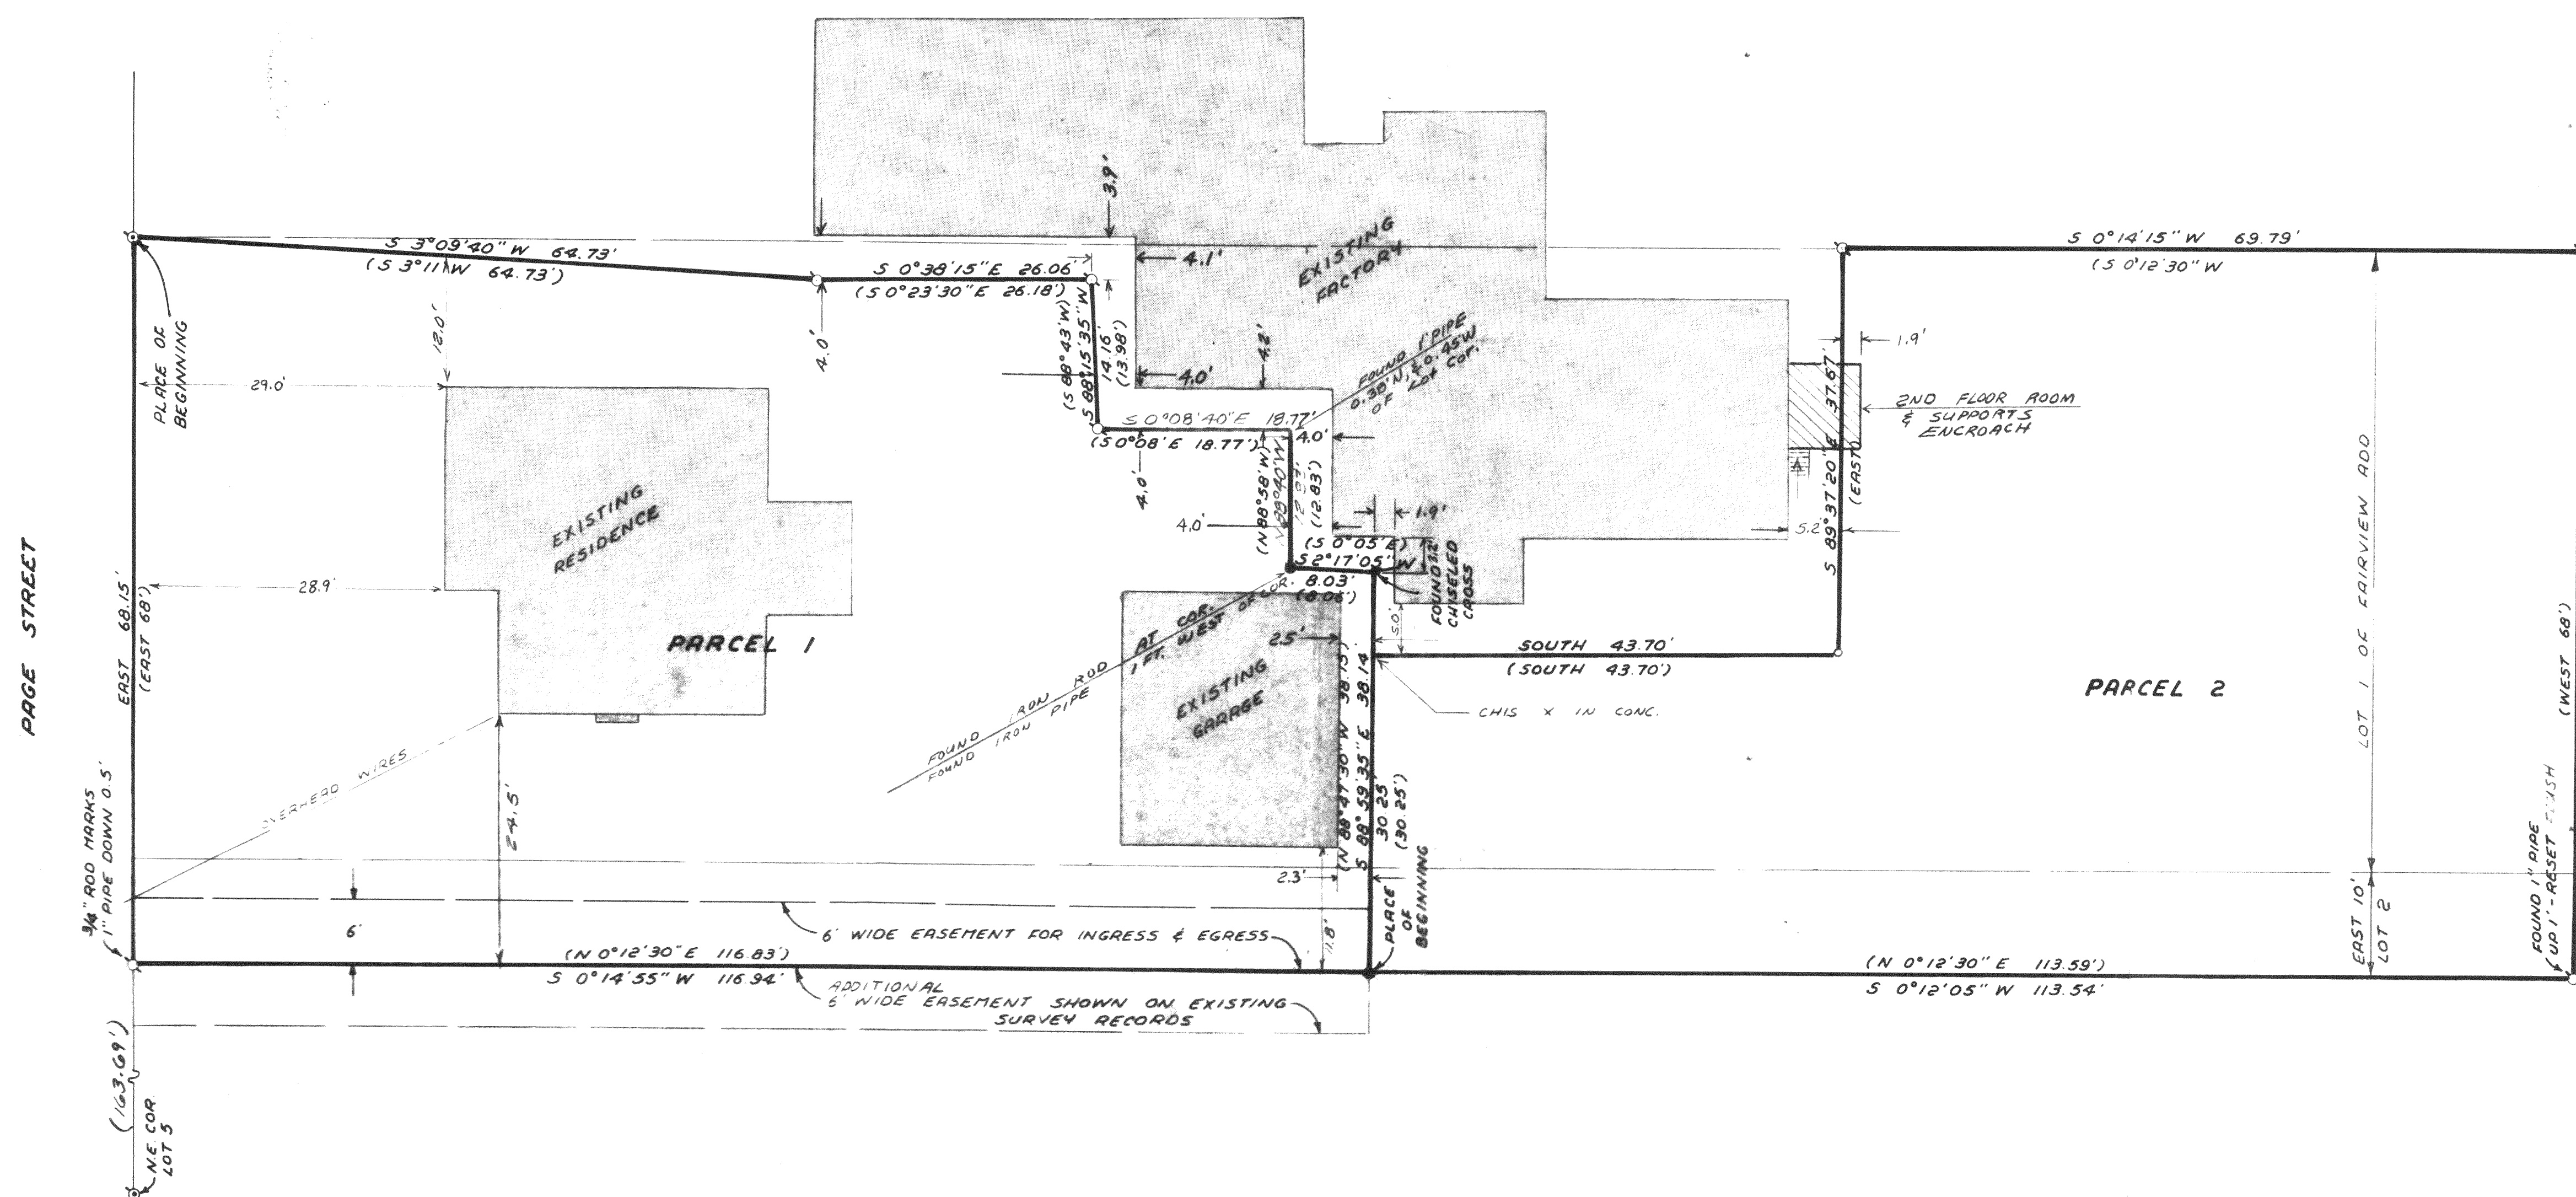 PAGE STREET
S 3°09'40" W 64.73'
(S 3°11' W 64.73')
S 0°38'15" E 26.06'
(S 0°23'30" E 26.18')
3.9'
4.1'
EXISTING
FACTORY
S 0°14'15" W 69.79'
(S 0°12'30" W
PLACE OF
BEGINNING
12.0'
29.0'
4.0'
(S 88°43' W)
S 88°15'35" W
14.16'
(13.98')
4.0'
4.2'
FOUND 1" PIPE
0.38' N, & 0.45' W
OF Lot Cor.
1.9'
2ND FLOOR ROOM
& SUPPORTS
ENCROACH
S 0°08'40" E 18.77'
(S 0°08' E 18.77')
4.0'
4.0'
(N 88°58' W)
(12.83')
4.0'
1.9'
(S 0°05' E)
S 2°17'05" W
8.03'
(8.06')
3.2'
FOUND
CHISELED
CROSS
5.2'
S 89°37'20" E 37.67'
(EAST)
EXISTING
RESIDENCE
28.9'
EAST 68.15'
(EAST 68')
PARCEL 1
FOUND IRON ROD AT COR.
FOUND IRON PIPE 1 FT. WEST OF COR.
2.5'
5.0'
EXISTING
GARAGE
SOUTH 43.70'
(SOUTH 43.70')
CHIS X IN CONC.
(N 88°47'30" W 38.15')
S 88°59'35" E 38.14'
30.25'
(30.25')
PARCEL 2
LOT 1 OF FAIRVIEW ADD
(WEST 68')
OVERHEAD WIRES
24.5'
3/4" ROD MARKS
1" PIPE DOWN 0.5'
2.3'
PLACE
OF
BEGINNING
6'
6' WIDE EASEMENT FOR INGRESS & EGRESS
11.8'
EAST 10'
LOT 2
FOUND 1" PIPE
UP 1' - RESET FLUSH
(N 0°12'30" E 116.83')
S 0°14'55" W 116.94'
(N 0°12'30" E 113.59')
S 0°12'05" W 113.54'
ADDITIONAL
6' WIDE EASEMENT SHOWN ON EXISTING
SURVEY RECORDS
(163.69')
N.E. COR.
LOT 5